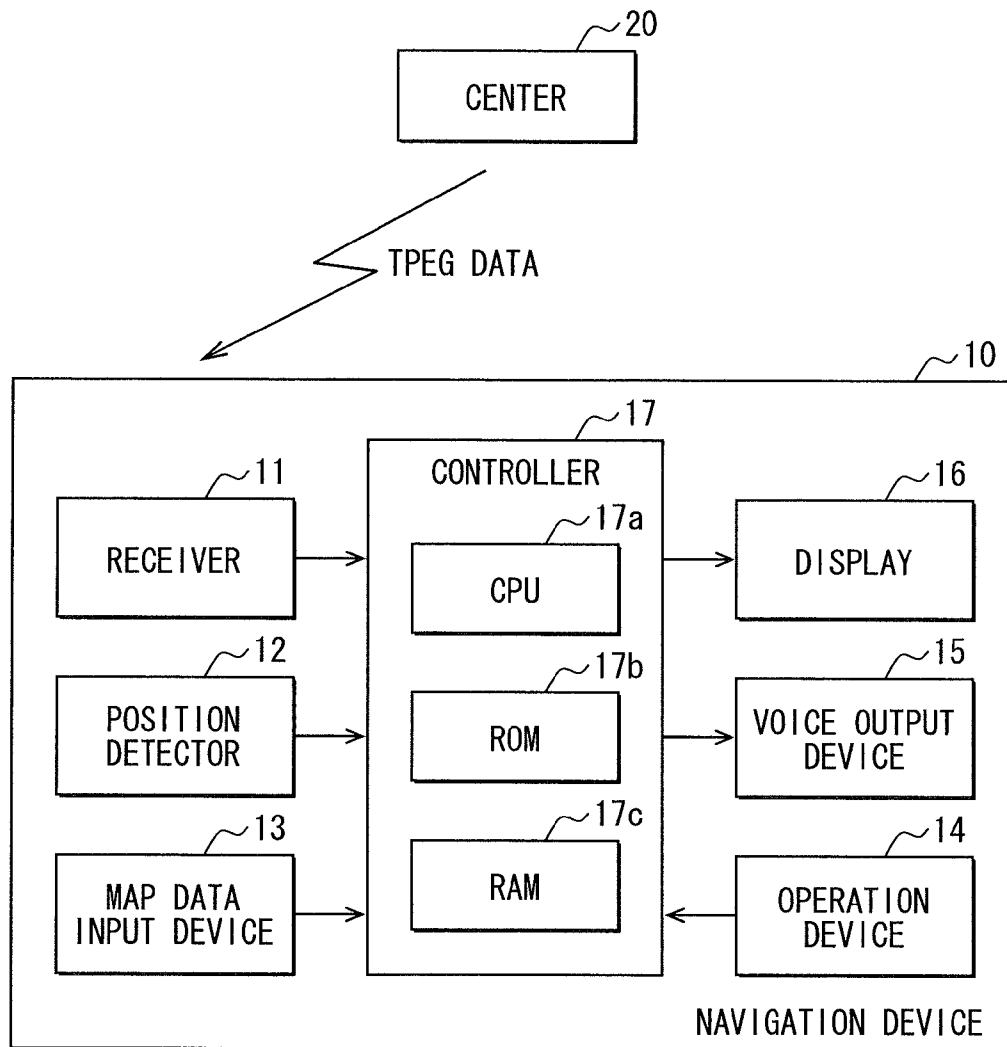 20
CENTER
TPEG DATA
10
17
CONTROLLER
11
RECEIVER
17a
CPU
16
DISPLAY
12
POSITION
DETECTOR
17b
ROM
15
VOICE OUTPUT
DEVICE
13
MAP DATA
INPUT DEVICE
17c
RAM
14
OPERATION
DEVICE
NAVIGATION DEVICE